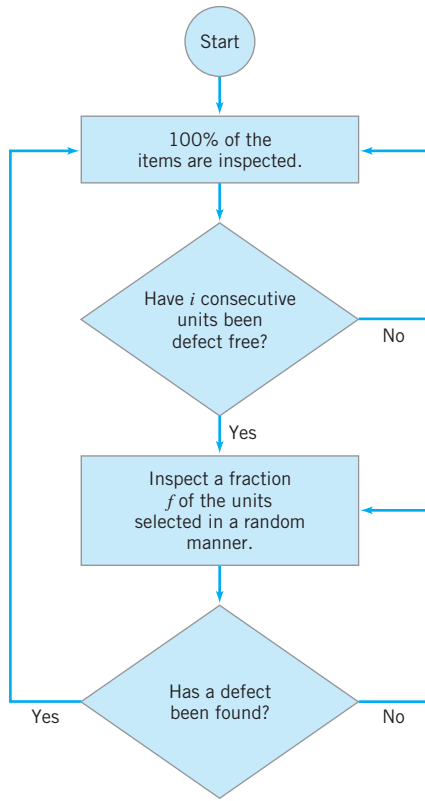 Start
100% of the
items are inspected.
Have i consecutive
units been
defect free?
No
Yes
Inspect a fraction
f of the units
selected in a random
manner.
Has a defect
been found?
Yes
No